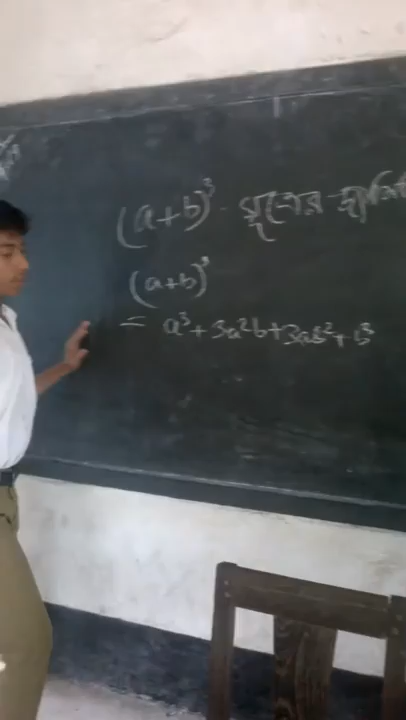 (a+b)³ সূত্রের
(a+b)³
= a³ + 3a²b + 3ab² + b³